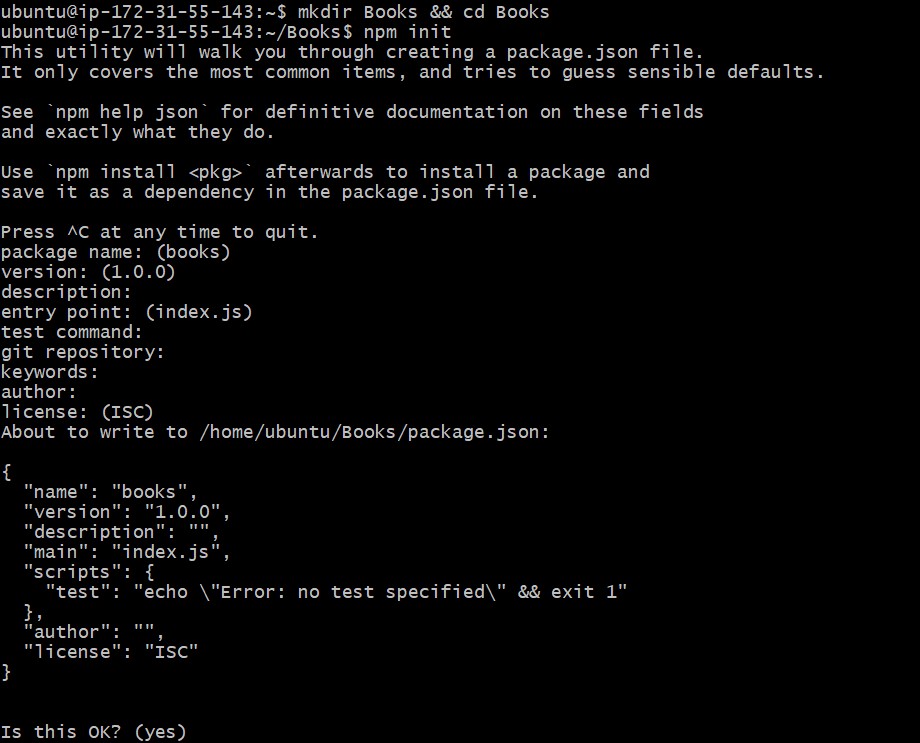 ubuntu@ip-172-31-55-143:~$ mkdir Books && cd Books
ubuntu@ip-172-31-55-143:~/Books$ npm init
This utility will walk you through creating a package.json file.
It only covers the most common items, and tries to guess sensible defaults.
See `npm help json` for definitive documentation on these fields
and exactly what they do.
Use `npm install <pkg>` afterwards to install a package and
save it as a dependency in the package.json file.
Press ^C at any time to quit.
package name: (books)
version: (1.0.0)
description:
entry point: (index.js)
test command:
git repository:
keywords:
author:
license: (ISC)
About to write to /home/ubuntu/Books/package.json:
{
  "name": "books",
  "version": "1.0.0",
  "description": "",
  "main": "index.js",
  "scripts": {
    "test": "echo \"Error: no test specified\" && exit 1"
  },
  "author": "",
  "license": "ISC"
}
Is this OK? (yes)